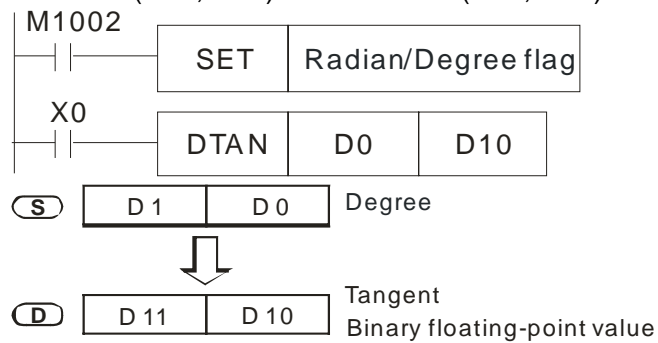 M1002
SET Radian/Degree flag
X0
DTAN D0 D10
S D 1 D 0 Degree
D D 11 D 10 Tangent
Binary floating-point value